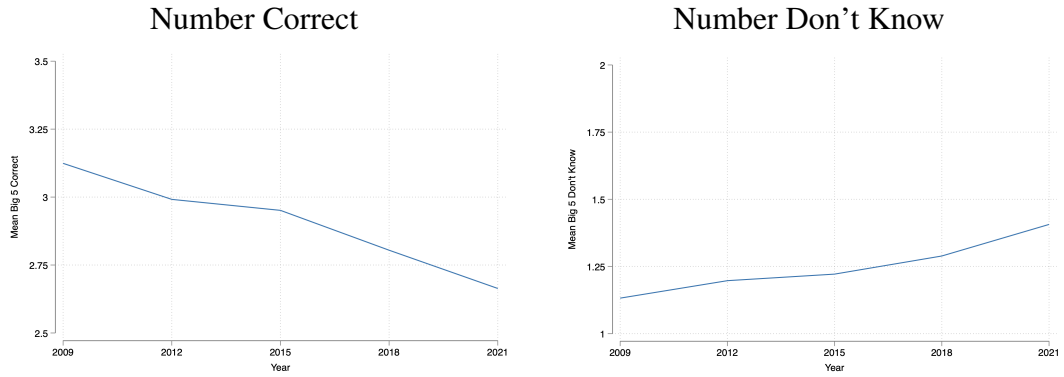 Number Correct
Mean Big 5 Correct
3.5
3.25
3
2.75
2.5
2009 2012 2015 2018 2021
Year
Number Don't Know
Mean Big 5 Don't Know
2
1.75
1.5
1.25
1
2009 2012 2015 2018 2021
Year